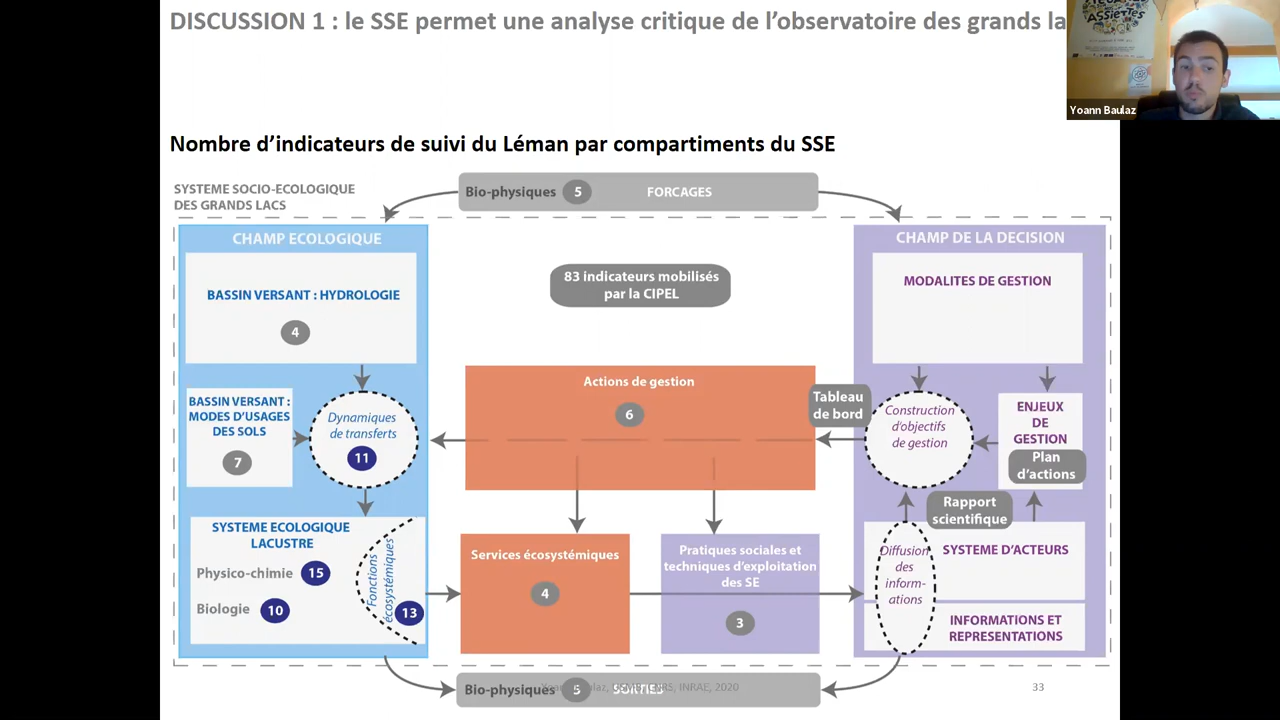 DISCUSSION 1 : le SSE permet une analyse critique de l'observatoire des grands la
ASSIETTES
Yoann Baulaz
Nombre d'indicateurs de suivi du Léman par compartiments du SSE
SYSTEME SOCIO-ECOLOGIQUE
DES GRANDS LACS
Bio-physiques 5 FORCAGES
CHAMP ECOLOGIQUE
CHAMP DE LA DECISION
83 indicateurs mobilisés
par la CIPEL
BASSIN VERSANT : HYDROLOGIE
4
MODALITES DE GESTION
BASSIN VERSANT :
MODES D'USAGES
DES SOLS
7
Dynamiques
de transferts
11
Actions de gestion
6
Tableau
de bord
Construction
d'objectifs
de gestion
ENJEUX
DE
GESTION
Plan
d'actions
Rapport
scientifique
SYSTEME ECOLOGIQUE
LACUSTRE
Physico-chimie 15
Biologie 10
Fonctions
écosystémiques
13
Services écosystémiques
4
Pratiques sociales et
techniques d'exploitation
des SE
3
Diffusion
des
inform-
ations
SYSTEME D'ACTEURS
INFORMATIONS ET
REPRESENTATIONS
Bio-physiques 5 SORTIES
INRAE, 2020
33